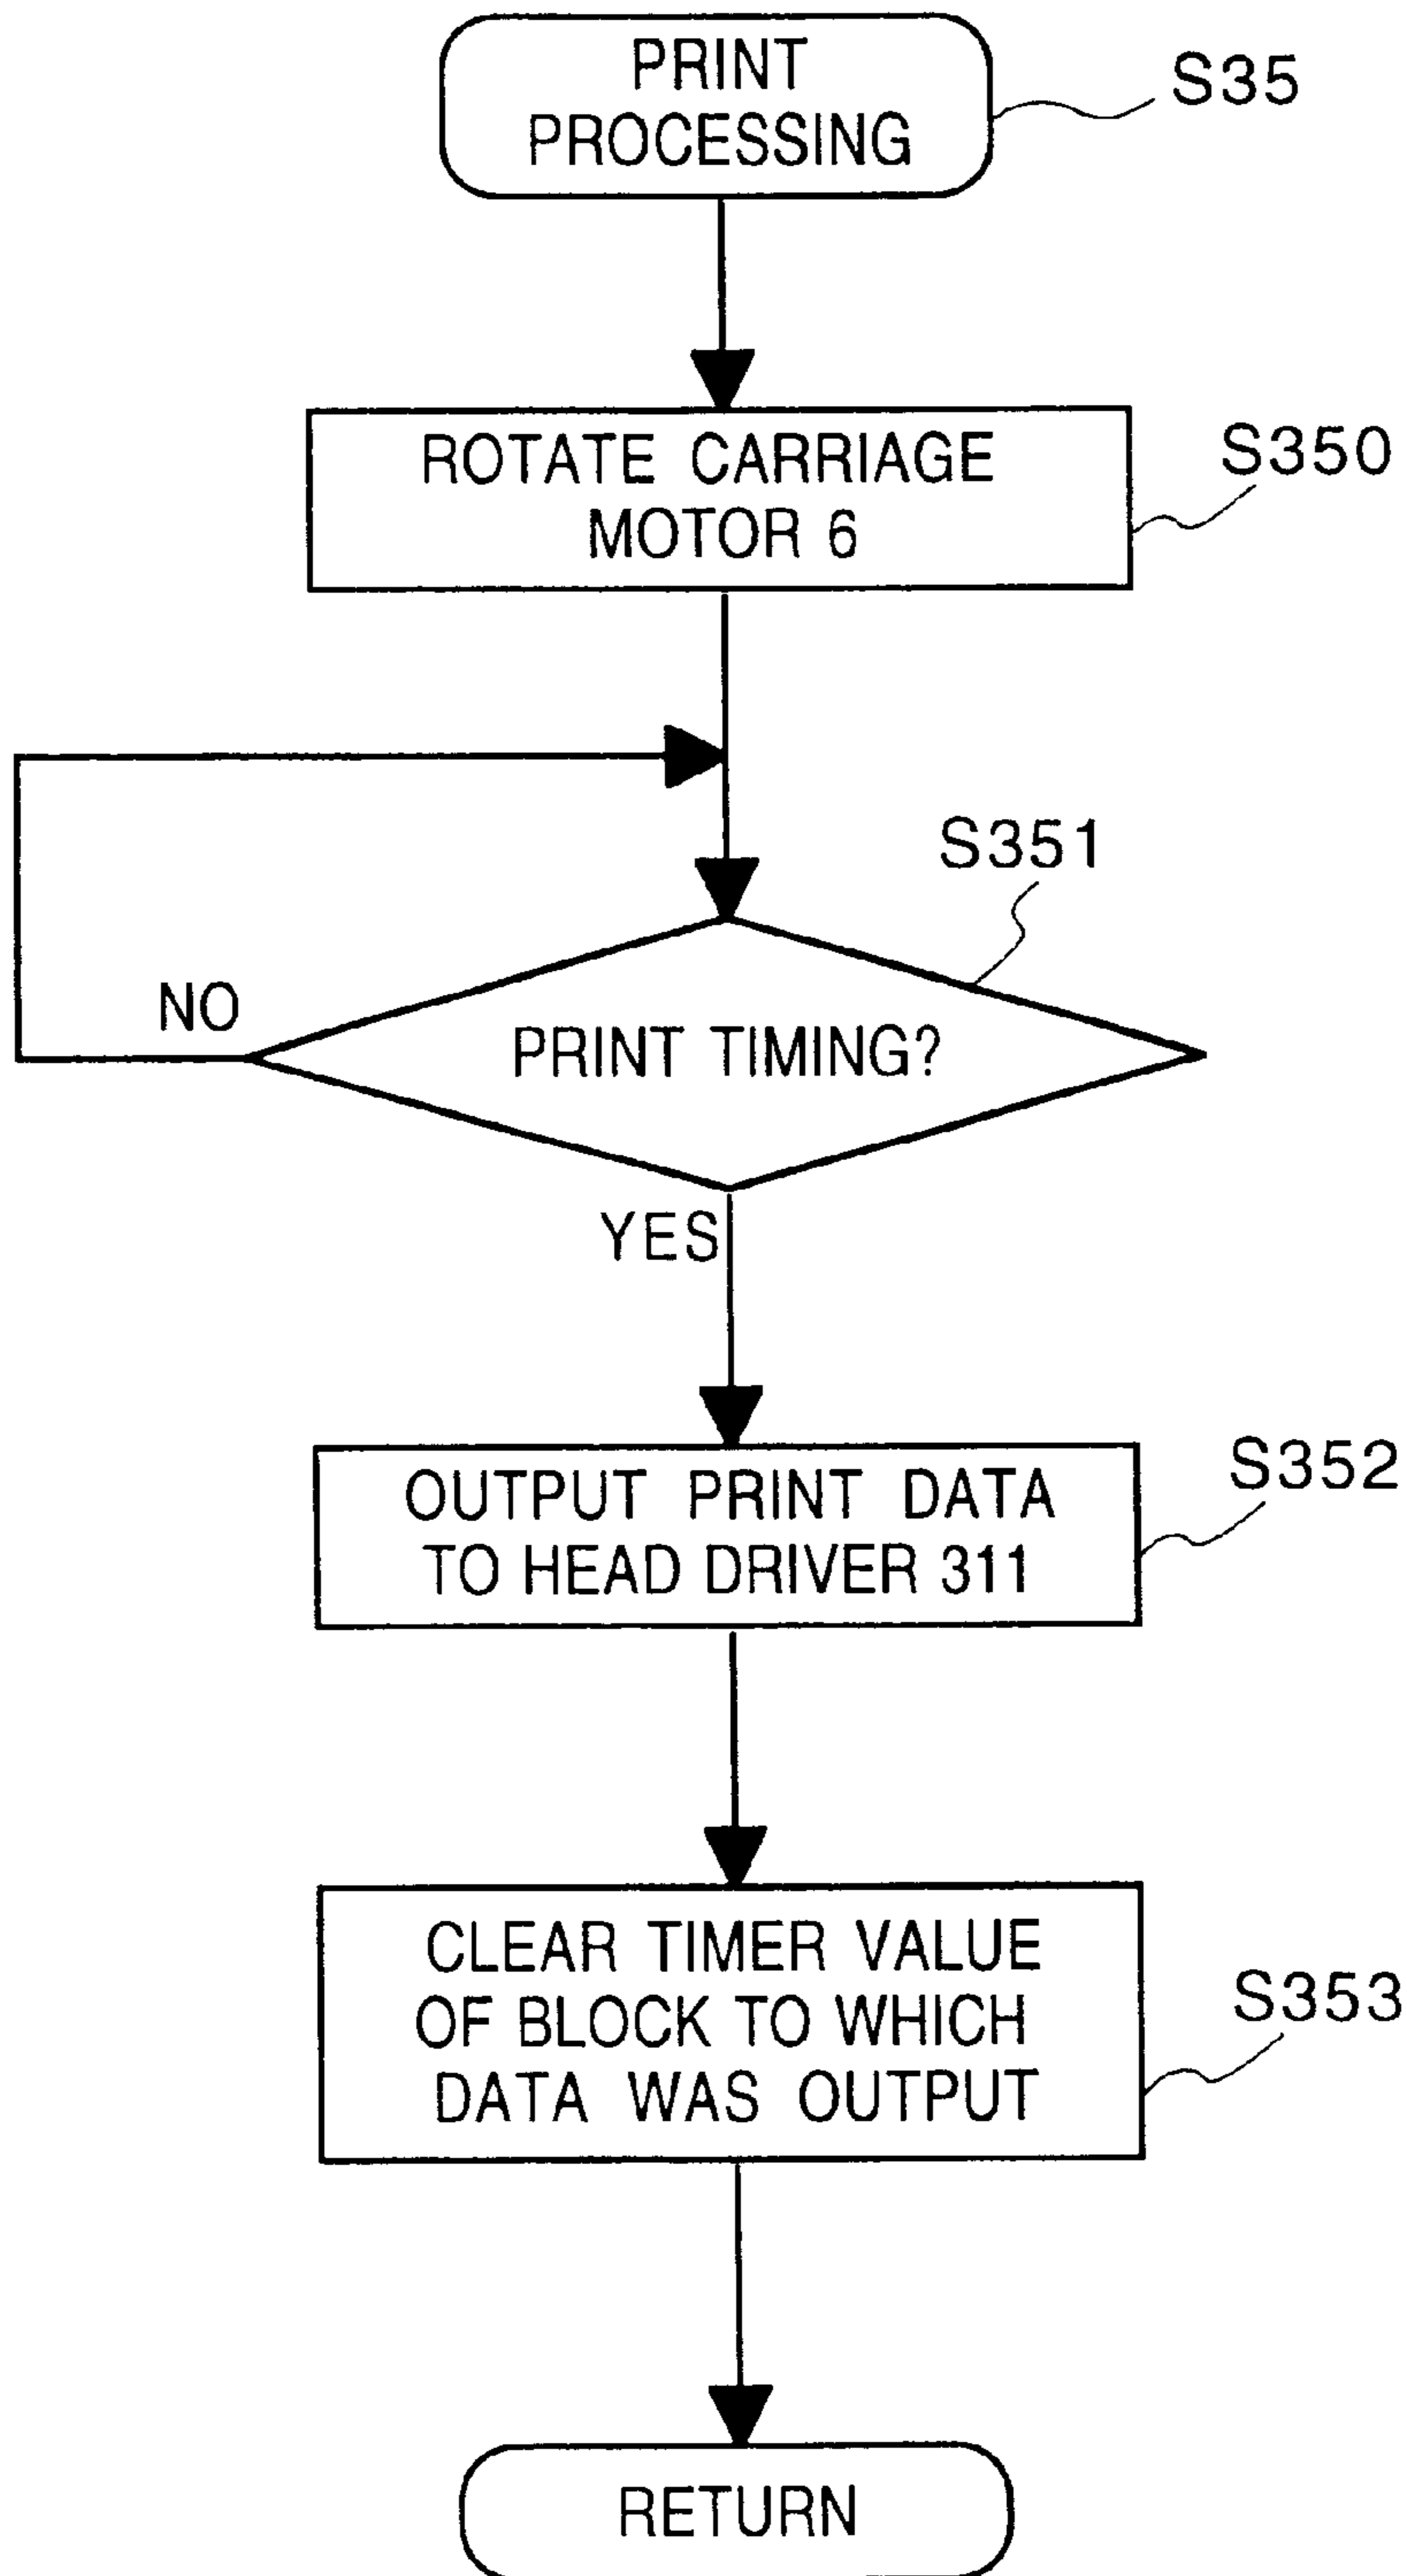 PRINT
PROCESSING
S35
ROTATE CARRIAGE
MOTOR 6
S350
S351
NO
PRINT TIMING?
YES
OUTPUT PRINT DATA
TO HEAD DRIVER 311
S352
CLEAR TIMER VALUE
OF BLOCK TO WHICH
DATA WAS OUTPUT
S353
RETURN